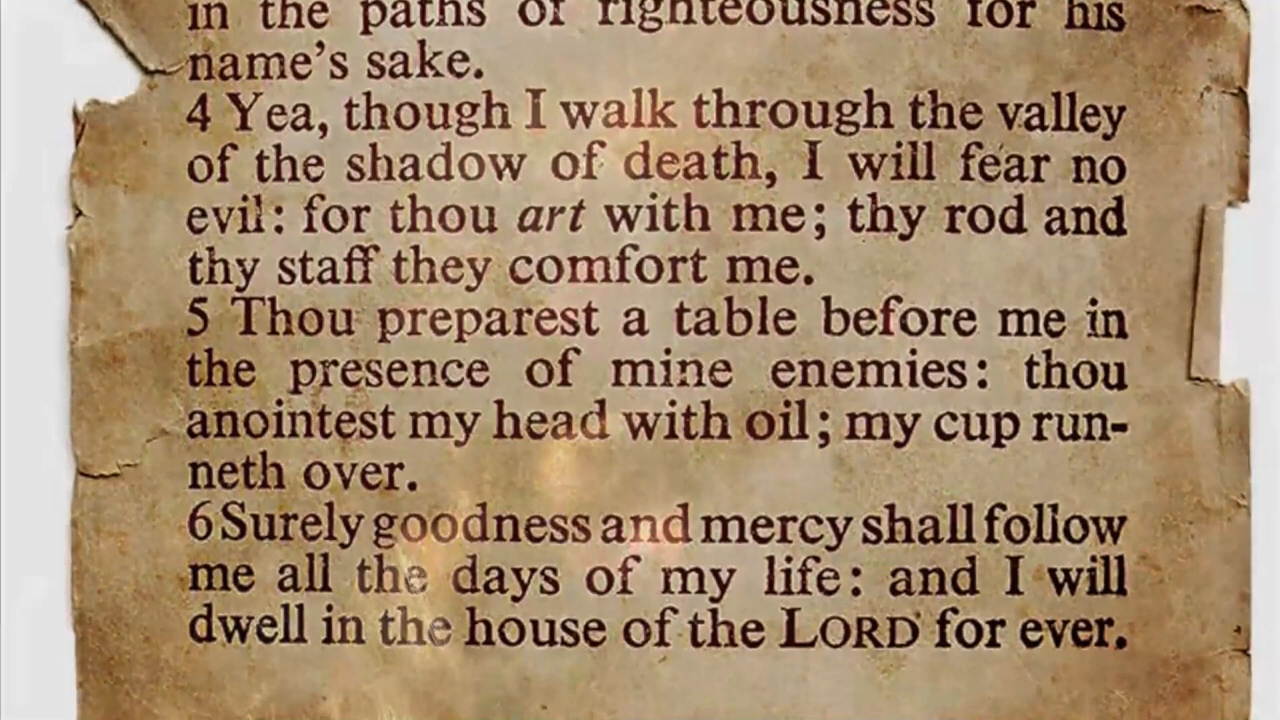 in the paths of righteousness for his
name's sake.
4 Yea, though I walk through the valley
of the shadow of death, I will fear no
evil: for thou art with me; thy rod and
thy staff they comfort me.
5 Thou preparest a table before me in
the presence of mine enemies: thou
anointest my head with oil; my cup run-
neth over.
6 Surely goodness and mercy shall follow
me all the days of my life: and I will
dwell in the house of the LORD for ever.